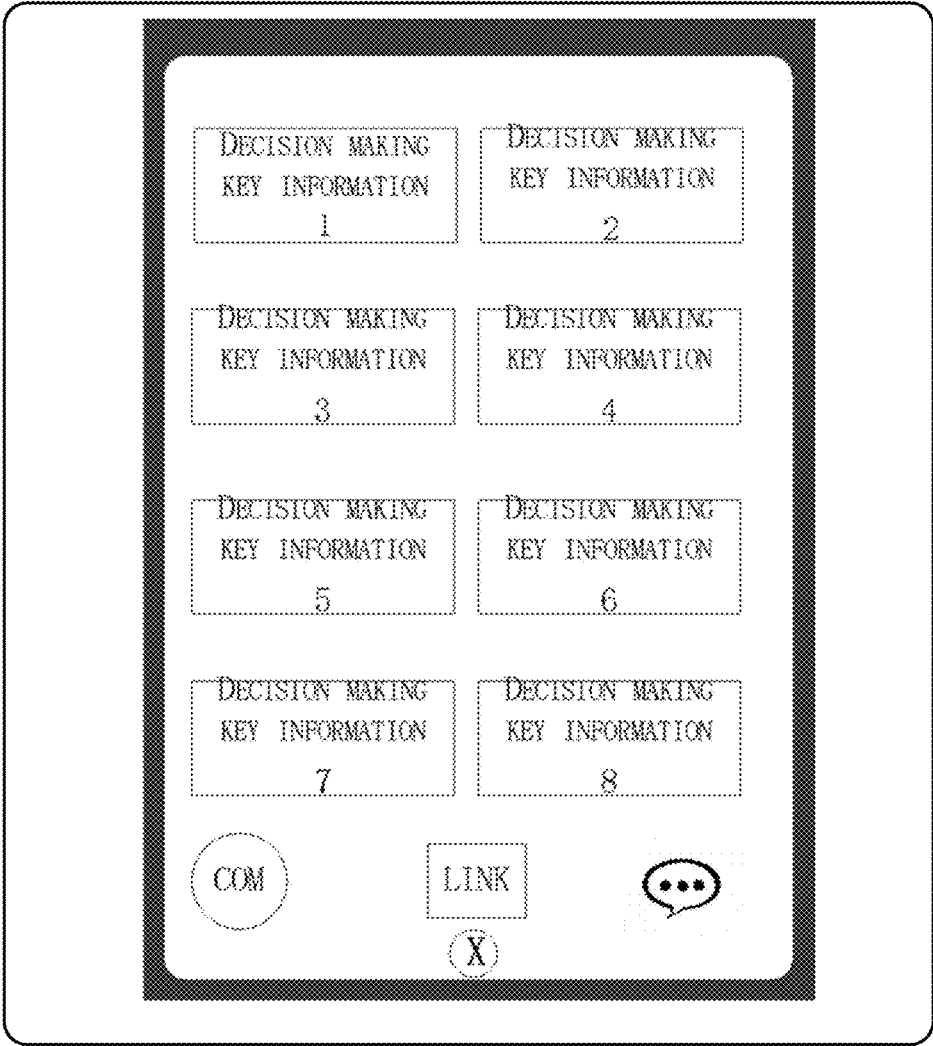 DECISION MAKING
KEY INFORMATION
1
DECISION MAKING
KEY INFORMATION
2
DECISION MAKING
KEY INFORMATION
3
DECISION MAKING
KEY INFORMATION
4
DECISION MAKING
KEY INFORMATION
5
DECISION MAKING
KEY INFORMATION
6
DECISION MAKING
KEY INFORMATION
7
DECISION MAKING
KEY INFORMATION
8
COM
LINK
X